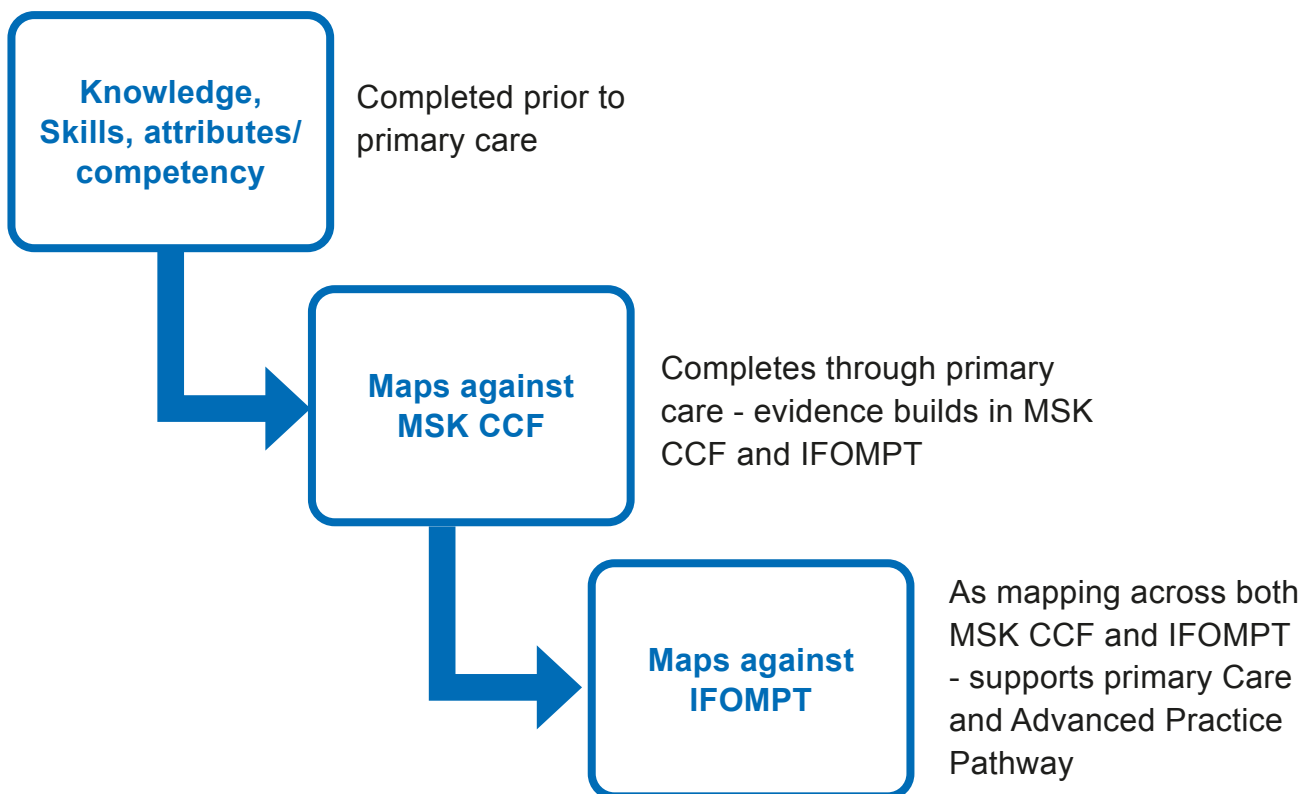 Knowledge,
Skills, attributes/
competency
Completed prior to
primary care
Maps against
MSK CCF
Completes through primary
care - evidence builds in MSK
CCF and IFOMPT
Maps against
IFOMPT
As mapping across both
MSK CCF and IFOMPT
- supports primary Care
and Advanced Practice
Pathway